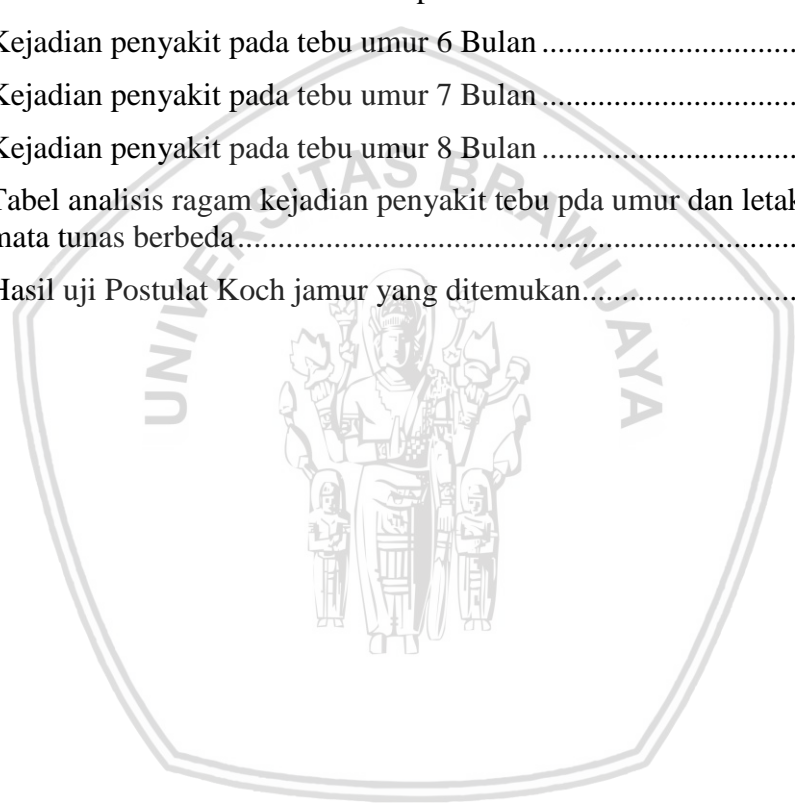 Kejadian penyakit pada tebu umur 6 Bulan ................................
Kejadian penyakit pada tebu umur 7 Bulan ................................
Kejadian penyakit pada tebu umur 8 Bulan ................................
Tabel analisis ragam kejadian penyakit tebu pda umur dan letak
mata tunas berbeda......................................................................
Hasil uji Postulat Koch jamur yang ditemukan...........................
UNIVERSITAS BRAWIJAYA